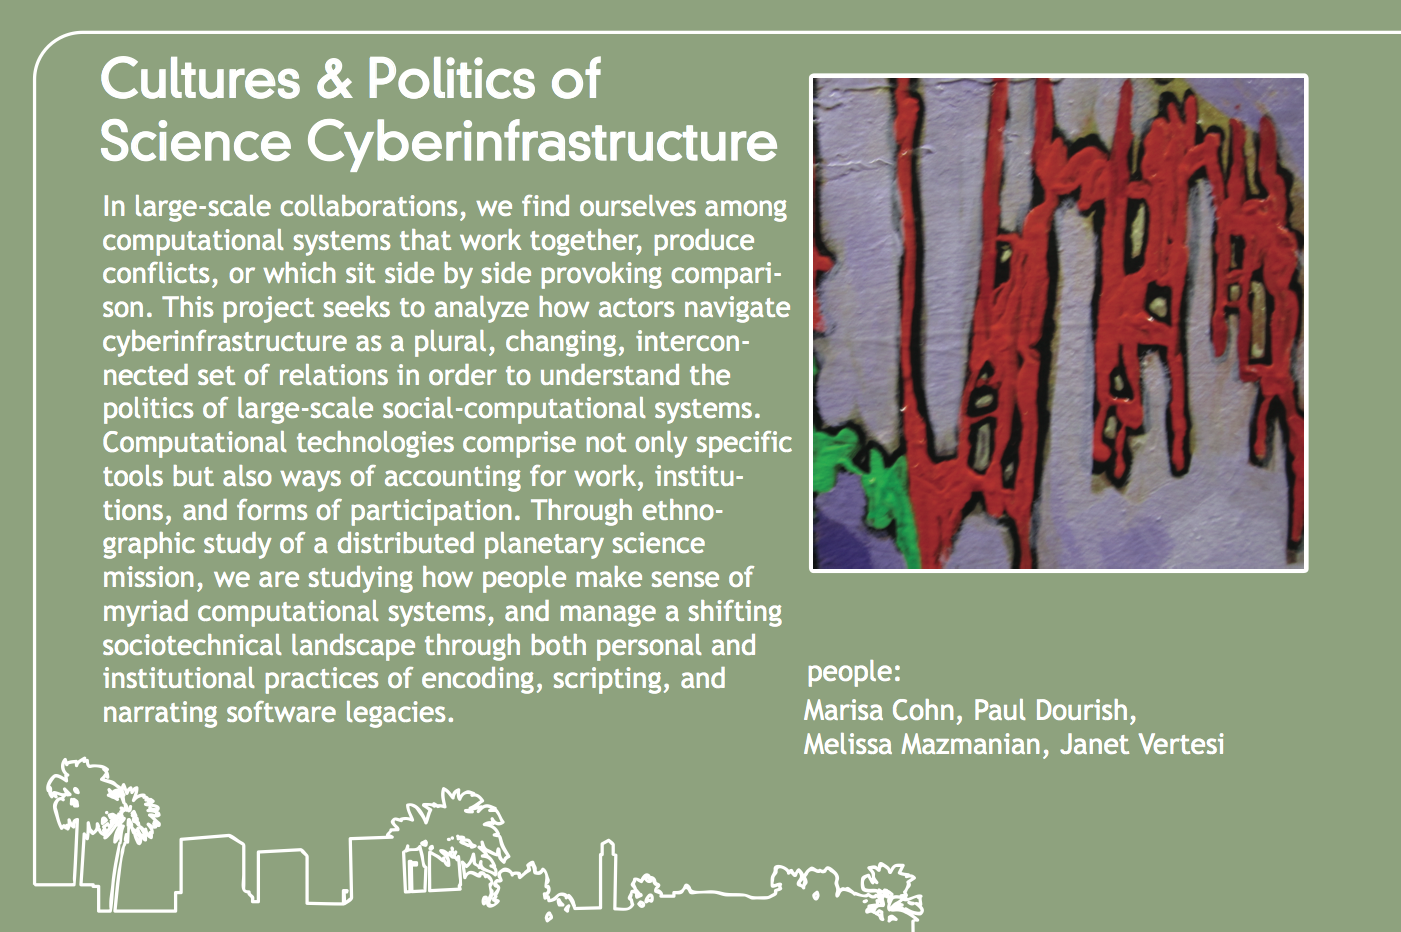 Cultures & Politics of
Science Cyberinfrastructure
In large-scale collaborations, we find ourselves among
computational systems that work together, produce
conflicts, or which sit side by side provoking compari-
son. This project seeks to analyze how actors navigate
cyberinfrastructure as a plural, changing, intercon-
nected set of relations in order to understand the
politics of large-scale social-computational systems.
Computational technologies comprise not only specific
tools but also ways of accounting for work, institu-
tions, and forms of participation. Through ethno-
graphic study of a distributed planetary science
mission, we are studying how people make sense of
myriad computational systems, and manage a shifting
sociotechnical landscape through both personal and
institutional practices of encoding, scripting, and
narrating software legacies.
people:
Marisa Cohn, Paul Dourish,
Melissa Mazmanian, Janet Vertesi